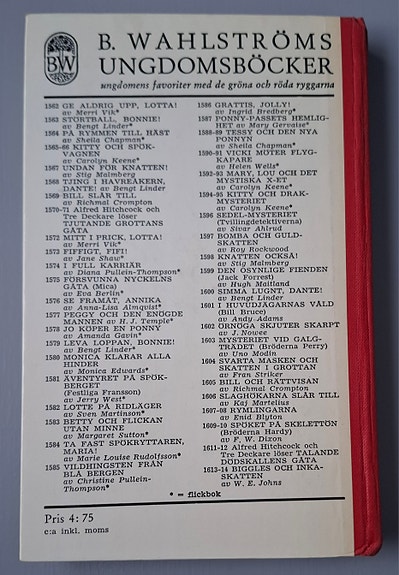 BW
B. WAHLSTRÖMS
UNGDOMSBÖCKER
ungdomens favoriter med de gröna och röda ryggarna
1562 GE ALDRIG UPP, LOTTA!
av Merri Vik*
1563 STORTBALL, BONNIE!
av Bengt Linder*
1564 PÅ RYMMEN TILL HÄST
av Sheila Chapman*
1565-66 KITTY OCH SPÖK-
VAGNEN
av Carolyn Keene*
1567 UNDAN FÖR KNATTEN!
av Stig Malmberg
1568 TJING I HAVREÅKERN,
DANTE! av Bengt Linder
1569 BILL SLÅR TILL
av Richmal Crompton
1570-71 Alfred Hitchcock och
Tre Deckare löser
TJUTANDE GROTTANS
GÅTA
1572 MITT I PRICK, LOTTA!
av Merri Vik*
1573 FIFFIGT, FIFI!
av Jane Shaw*
1574 I FULL KARRIÄR
av Diana Pullein-Thompson*
1575 FÖRSVUNNA NYCKELNS
GÅTA (Mica)
av Eva Berlin*
1576 SE FRAMÅT, ANNIKA
av Anna-Lisa Almqvist*
1577 PEGGY OCH DEN ENÖGDE
MANNEN av H. J. Temple*
1578 JO KÖPER EN PONNY
av Amanda Gavin*
1579 LEVA LOPPAN, BONNIE!
av Bengt Linder*
1580 MONICA KLARAR ALLA
HINDER
av Monica Edwards*
1581 ÄVENTYRET PÅ SPÖK-
BERGET
(Festliga Fransson)
av Jerry West*
1582 LOTTE PÅ RIDLÄGER
av Sven Martinson*
1583 BETTY OCH FLICKAN
UTAN MINNE
av Margaret Sutton*
1584 TA FAST SPÖKRYTTAREN,
MARIA!
av Marie Louise Rudolfsson*
1585 VILDHINGSTEN FRÅN
BLÅ BERGEN
av Christine Pullein-
Thompson*
1586 GRATTIS, JOLLY!
av Ingrid Bredberg*
1587 PONNY-PASSETS HEMLIG-
HET av Mary Gervaise*
1588-89 TESSY OCH DEN NYA
PONNYN
av Sheila Chapman*
1590-91 VICKI MÖTER FLYG-
KAPARE
av Helen Wells*
1592-93 MARY, LOU OCH DET
MYSTISKA X-ET
av Carolyn Keene*
1594-95 KITTY OCH DRAK-
MYSTERIET
av Carolyn Keene*
1596 SEDEL-MYSTERIET
(Tvillingdetektiverna)
av Sivar Ahlrud
1597 BOMBA OCH GULD-
SKATTEN
av Roy Rockwood
1598 KNATTEN OCKSÅ!
av Stig Malmberg
1599 DEN OSYNLIGE FIENDEN
(Jack Forrest)
av Hugh Maitland
1600 SIMMA LUGNT, DANTE!
av Bengt Linder
1601 I HUVUDJÄGARNAS VÅLD
(Bill Bruce)
av Andy Adams
1602 ÖRNÖGA SKJUTER SKARPT
av J. Nowee
1603 MYSTERIET VID GALG-
TRÄDET (Bröderna Perry)
av Uno Modin
1604 SVARTA MASKEN OCH
SKATTEN I GROTTAN
av Fran Striker
1605 BILL OCH RÄTTVISAN
av Richmal Crompton
1606 SLAGHÖKARNA SLÅR TILL
av Kaj Martelius
1607-08 RYMLINGARNA
av Enid Blyton
1609-10 SPÖKET PÅ SKELETTÖN
(Bröderna Hardy)
av F. W. Dixon
1611-12 Alfred Hitchcock och
Tre Deckare löser TALANDE
DÖDSKALLENS GÅTA
1613-14 BIGGLES OCH INKA-
SKATTEN
av W. E. Johns
* = flickbok
Pris 4:75
c:a inkl. moms